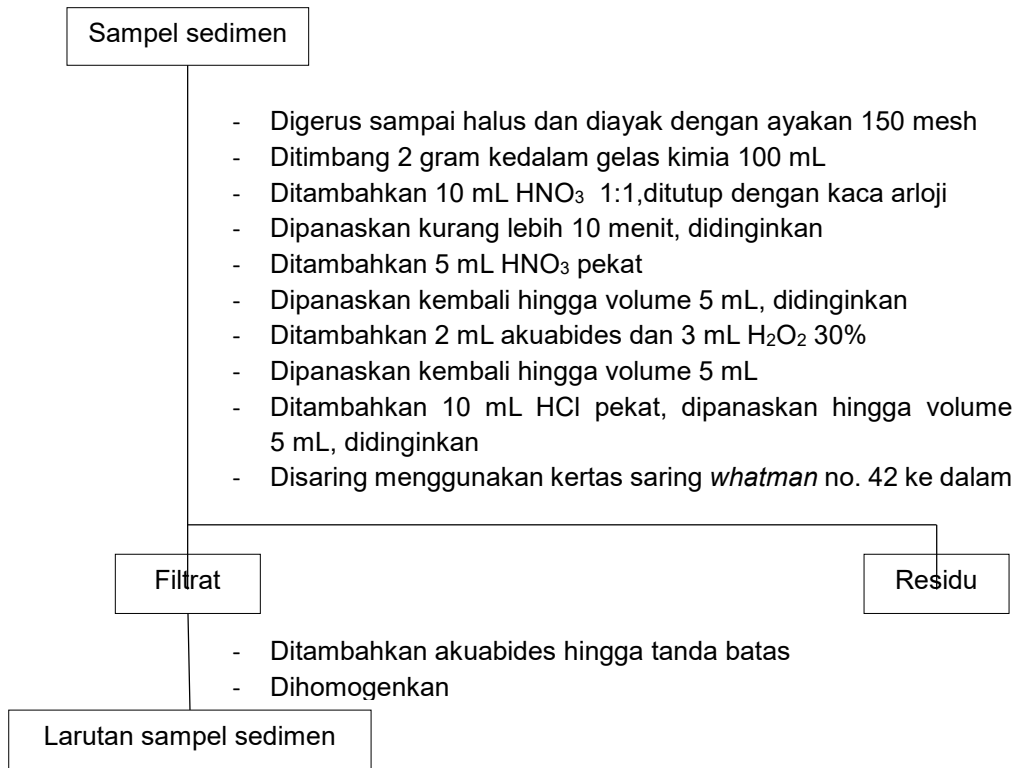 Sampel sedimen
- Digerus sampai halus dan diayak dengan ayakan 150 mesh
- Ditimbang 2 gram kedalam gelas kimia 100 mL
- Ditambahkan 10 mL HNO₃ 1:1,ditutup dengan kaca arloji
- Dipanaskan kurang lebih 10 menit, didinginkan
- Ditambahkan 5 mL HNO₃ pekat
- Dipanaskan kembali hingga volume 5 mL, didinginkan
- Ditambahkan 2 mL akuabides dan 3 mL H₂O₂ 30%
- Dipanaskan kembali hingga volume 5 mL
- Ditambahkan 10 mL HCl pekat, dipanaskan hingga volume
5 mL, didinginkan
- Disaring menggunakan kertas saring whatman no. 42 ke dalam
Filtrat
Residu
- Ditambahkan akuabides hingga tanda batas
- Dihomogenkan
Larutan sampel sedimen